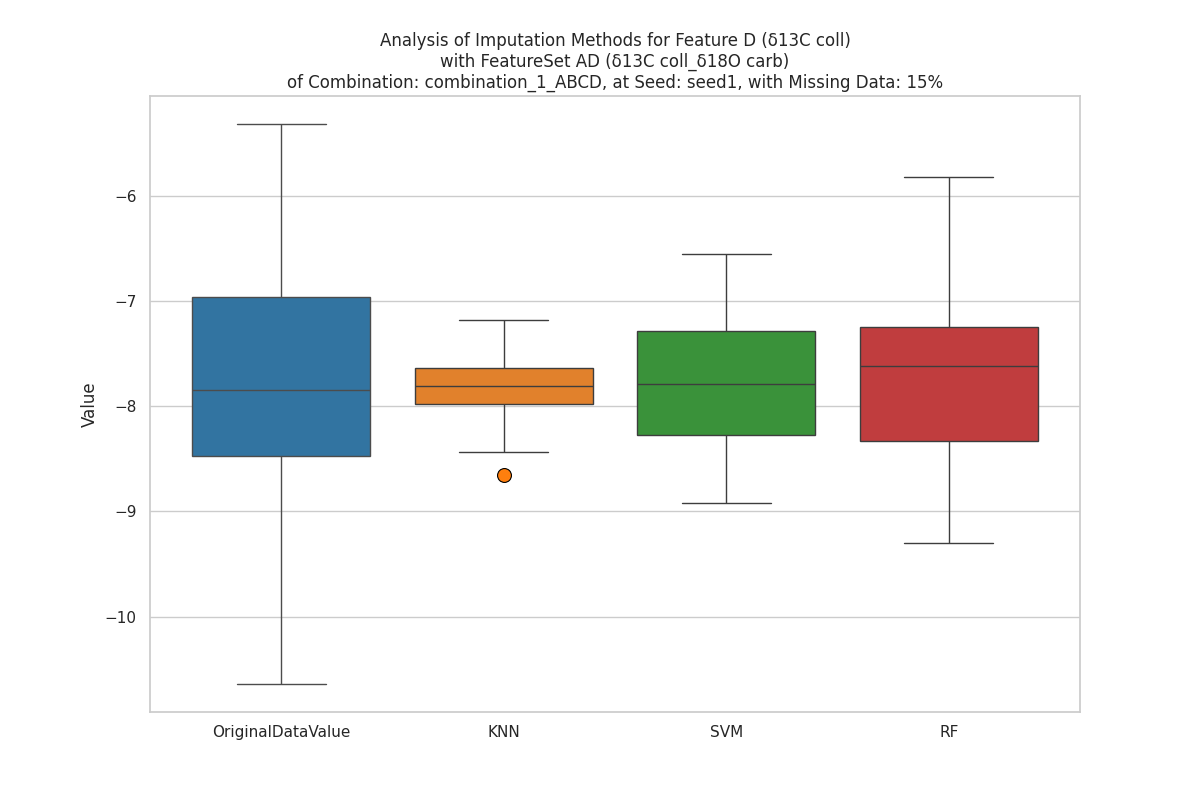 Analysis of Imputation Methods for Feature D (δ13C coll)
with FeatureSet AD (δ13C coll_δ18O carb)
of Combination: combination_1_ABCD, at Seed: seed1, with Missing Data: 15%
Value
−6
−7
−8
−9
−10
OriginalDataValue
KNN
SVM
RF